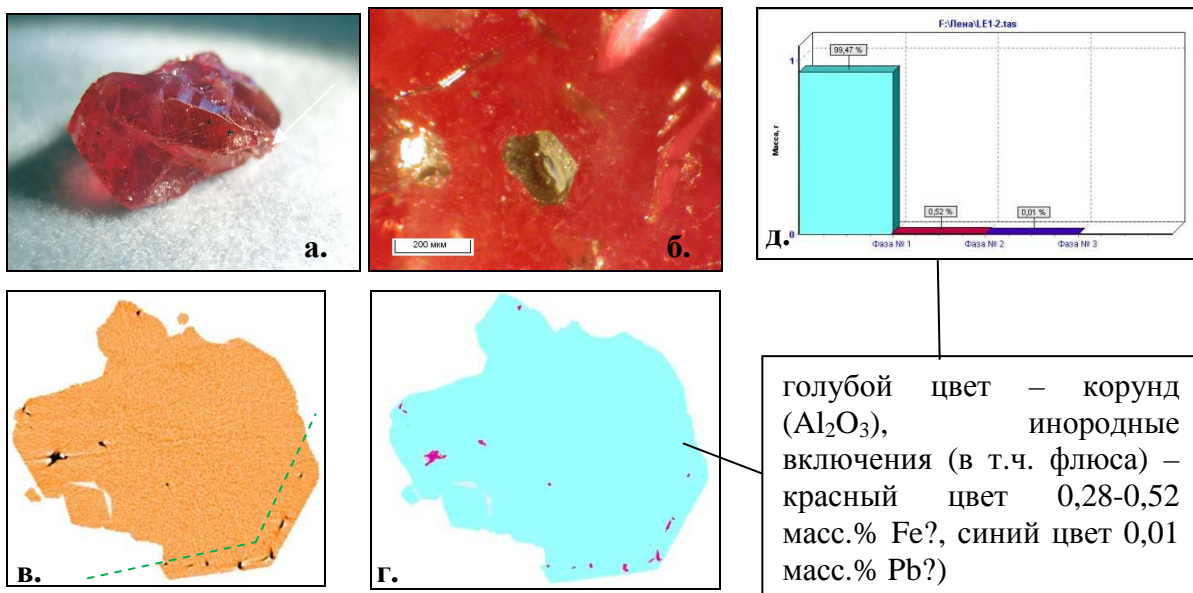 а.
200 мкм
б.
F:\Лена\LE1-2.tas
99,47 %
1
Масса, г
0,52 %
0,01 %
0
Фаза № 1
Фаза № 2
Фаза № 3
д.
в.
г.
голубой цвет – корунд
(Al₂O₃), инородные
включения (в т.ч. флюса) –
красный цвет 0,28-0,52
масс.% Fe?, синий цвет 0,01
масс.% Pb?)